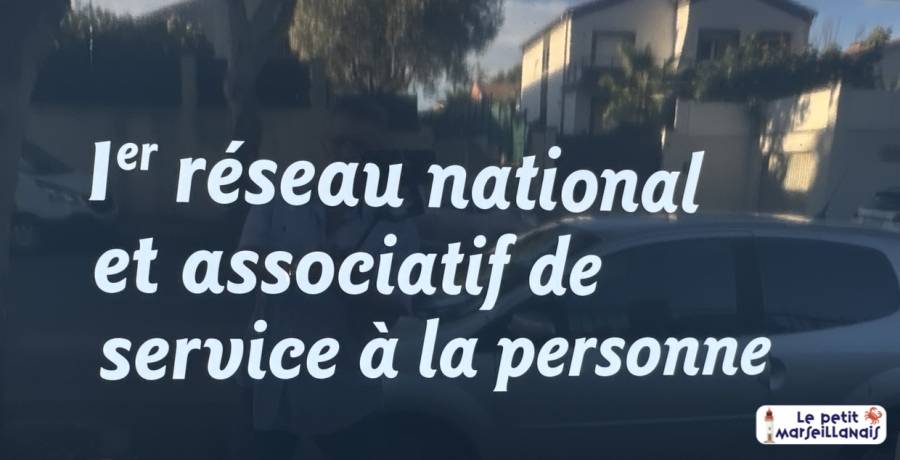 1er réseau national
et associatif de
service à la personne
Le petit
Marseillanais